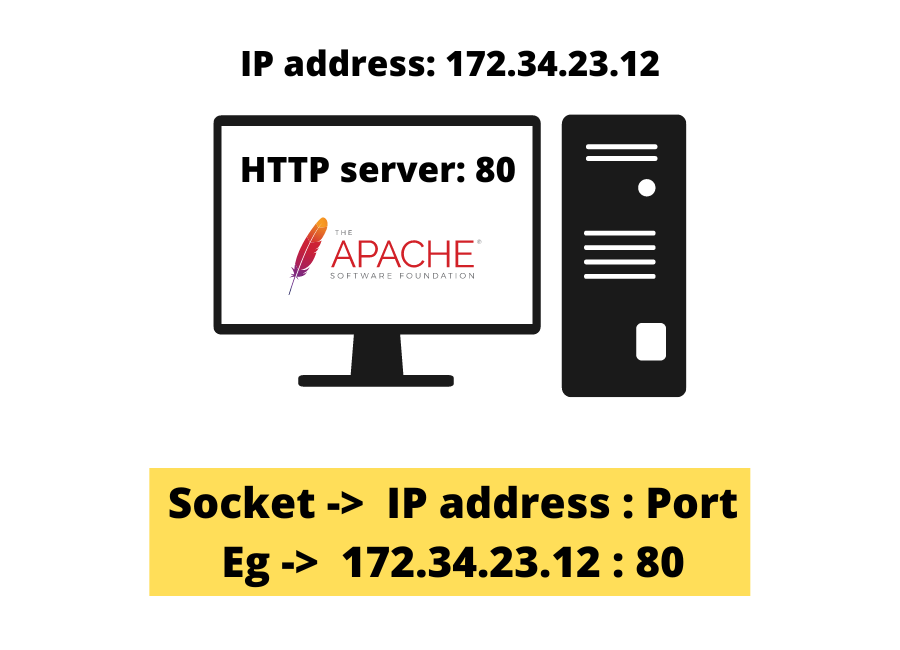 IP address: 172.34.23.12
HTTP server: 80
THE
APACHE®
SOFTWARE FOUNDATION
Socket -> IP address : Port
Eg -> 172.34.23.12 : 80